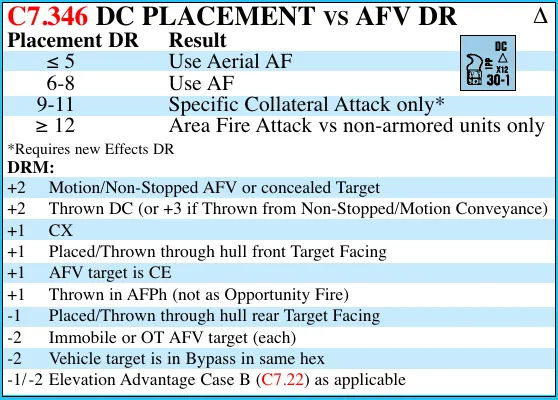 C7.346 DC PLACEMENT VS AFV DR Δ
Placement DR Result
≤ 5 Use Aerial AF
6-8 Use AF
9-11 Specific Collateral Attack only*
≥ 12 Area Fire Attack vs non-armored units only
DC
X12
30-1
*Requires new Effects DR
DRM:
+2 Motion/Non-Stopped AFV or concealed Target
+2 Thrown DC (or +3 if Thrown from Non-Stopped/Motion Conveyance)
+1 CX
+1 Placed/Thrown through hull front Target Facing
+1 AFV target is CE
+1 Thrown in AFPh (not as Opportunity Fire)
-1 Placed/Thrown through hull rear Target Facing
-2 Immobile or OT AFV target (each)
-2 Vehicle target is in Bypass in same hex
-1/-2 Elevation Advantage Case B (C7.22) as applicable